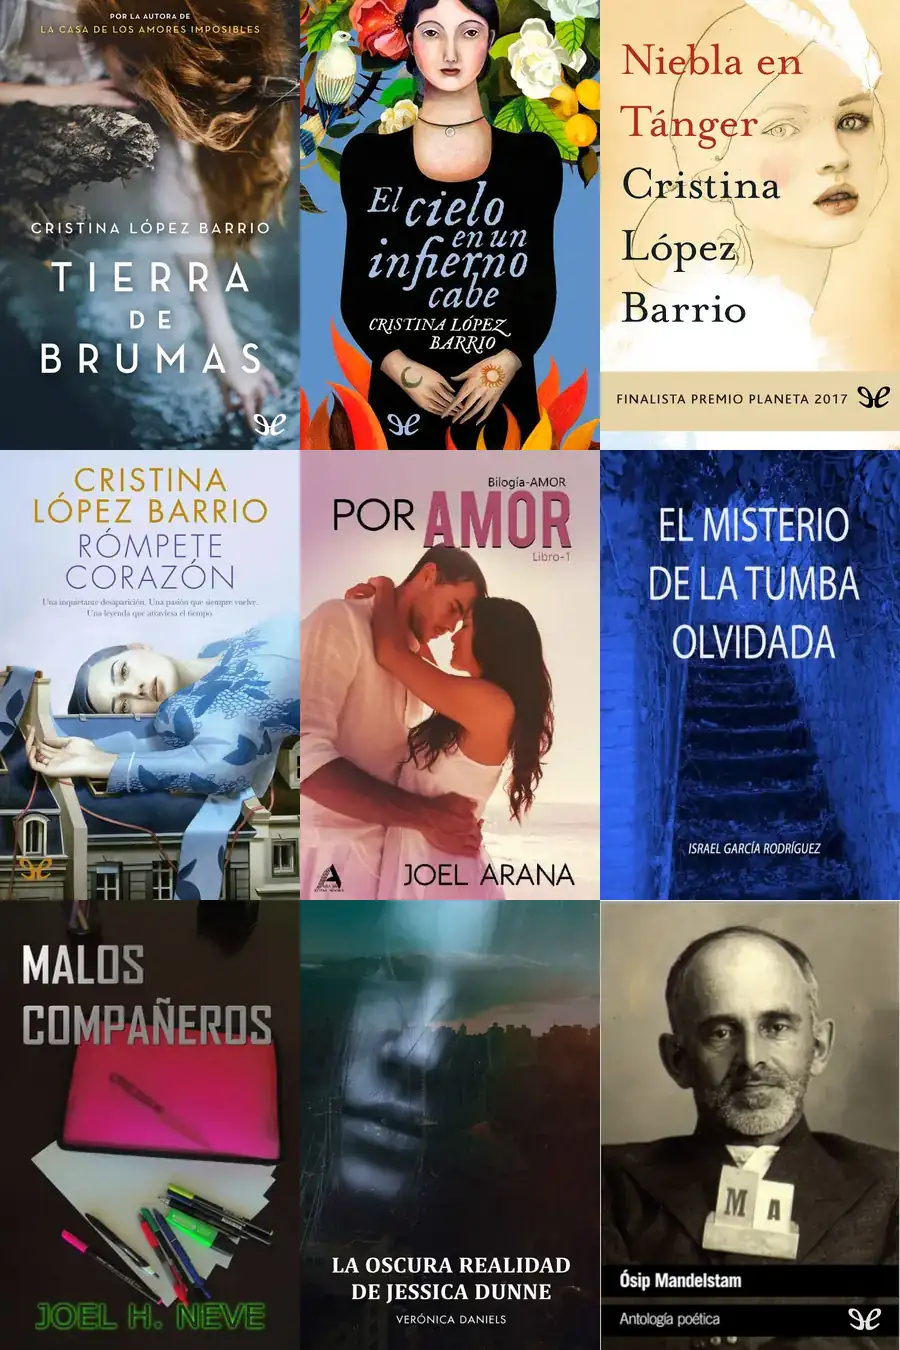 POR LA AUTORA DE
LA CASA DE LOS AMORES IMPOSIBLES
CRISTINA LÓPEZ BARRIO
TIERRA
DE
BRUMAS
El cielo
en un
infierno
cabe
CRISTINA LÓPEZ
BARRIO
Niebla en
Tánger
Cristina
López
Barrio
FINALISTA PREMIO PLANETA 2017
CRISTINA
LÓPEZ BARRIO
RÓMPETE
CORAZÓN
Una inquietante desaparición. Una pasión que siempre vuelve.
Una leyenda que atraviesa el tiempo.
Bilogía-AMOR
POR AMOR
Libro-1
JOEL ARANA
EL MISTERIO
DE LA TUMBA
OLVIDADA
ISRAEL GARCÍA RODRÍGUEZ
MALOS
COMPAÑEROS
JOEL H. NEVE
LA OSCURA REALIDAD
DE JESSICA DUNNE
VERÓNICA DANIELS
M A
Ósip Mandelstam
Antología poética